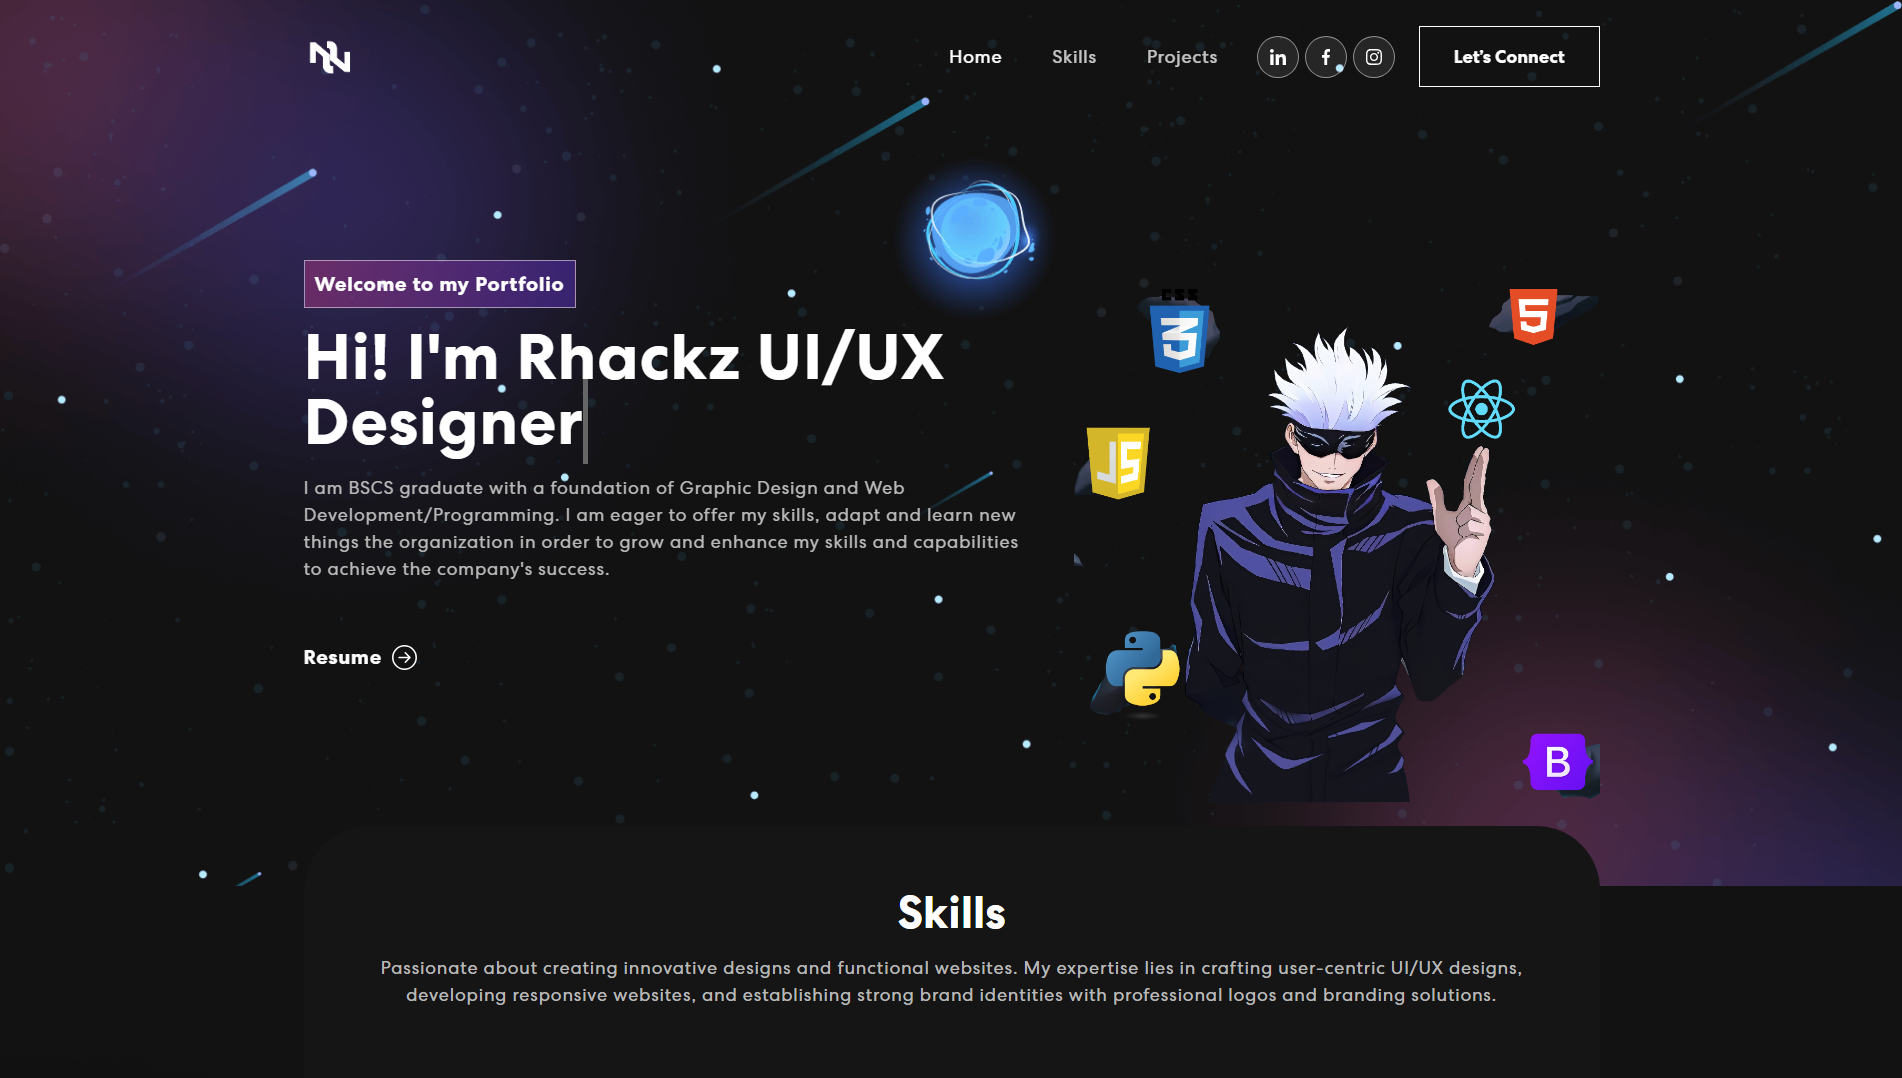 Home Skills Projects in f Let's Connect
Welcome to my Portfolio
Hi! I'm Rhackz UI/UX
Designer
I am BSCS graduate with a foundation of Graphic Design and Web
Development/Programming. I am eager to offer my skills, adapt and learn new
things the organization in order to grow and enhance my skills and capabilities
to achieve the company's success.
Resume
CSS
3
5
JS
B
Skills
Passionate about creating innovative designs and functional websites. My expertise lies in crafting user-centric UI/UX designs,
developing responsive websites, and establishing strong brand identities with professional logos and branding solutions.